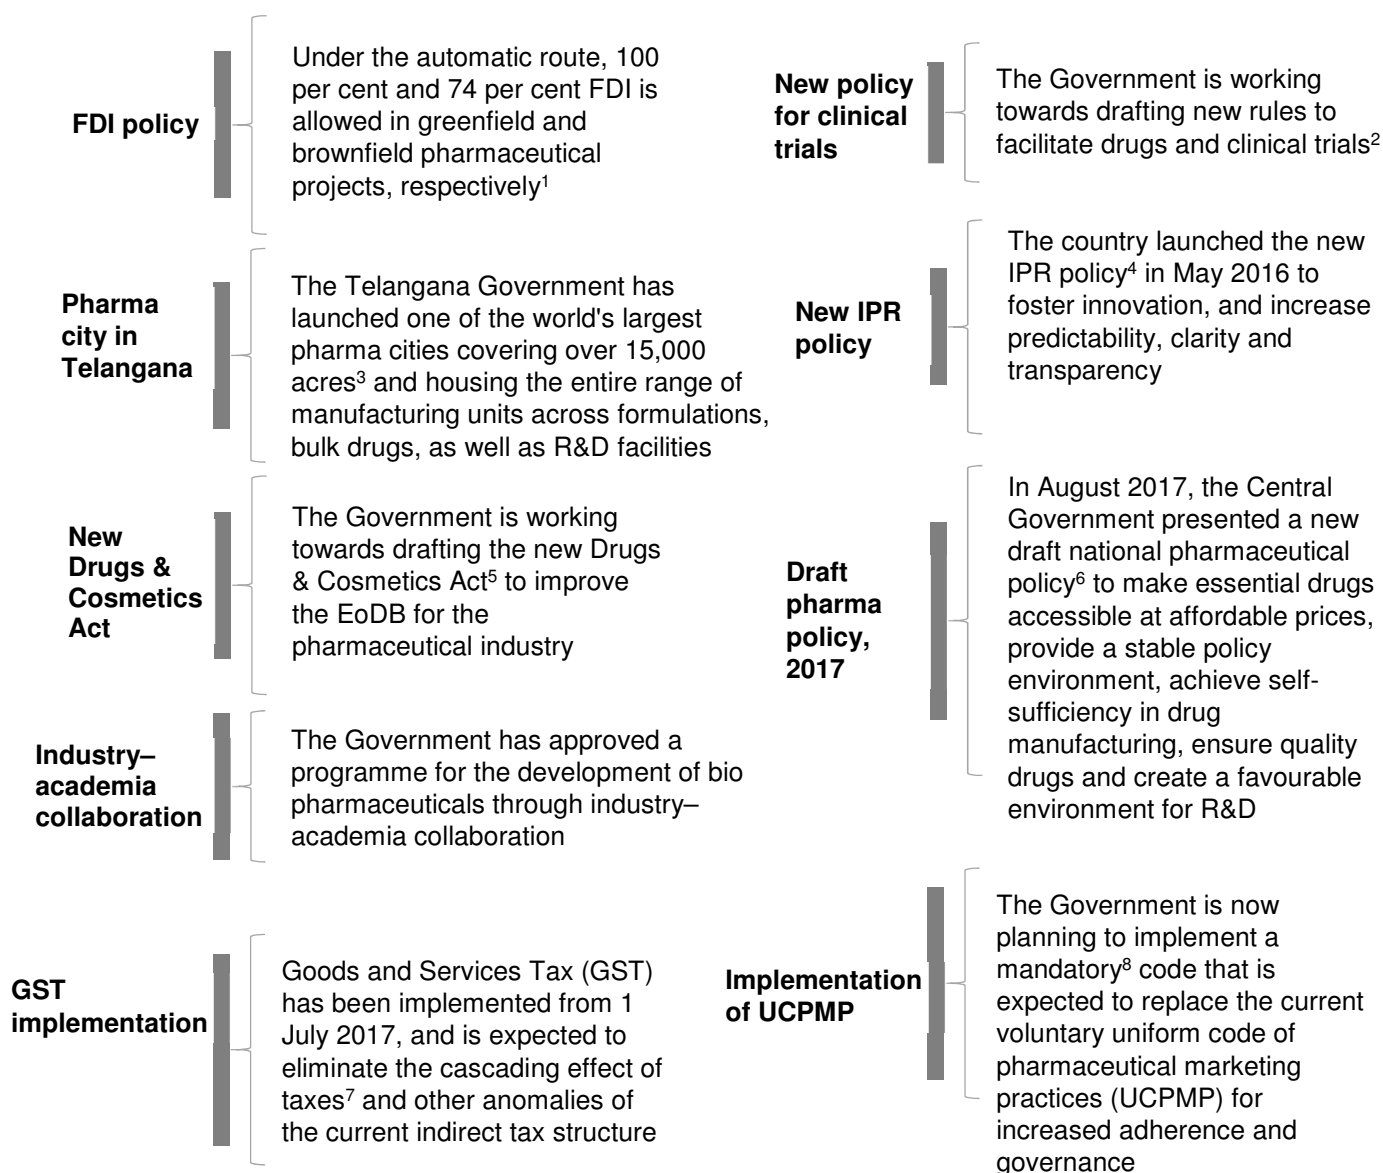 FDI policy
Under the automatic route, 100
per cent and 74 per cent FDI is
allowed in greenfield and
brownfield pharmaceutical
projects, respectively¹
New policy
for clinical
trials
The Government is working
towards drafting new rules to
facilitate drugs and clinical trials²
Pharma
city in
Telangana
The Telangana Government has
launched one of the world's largest
pharma cities covering over 15,000
acres³ and housing the entire range of
manufacturing units across formulations,
bulk drugs, as well as R&D facilities
New IPR
policy
The country launched the new
IPR policy⁴ in May 2016 to
foster innovation, and increase
predictability, clarity and
transparency
New
Drugs &
Cosmetics
Act
The Government is working
towards drafting the new Drugs
& Cosmetics Act⁵ to improve
the EoDB for the
pharmaceutical industry
Draft
pharma
policy,
2017
In August 2017, the Central
Government presented a new
draft national pharmaceutical
policy⁶ to make essential drugs
accessible at affordable prices,
provide a stable policy
environment, achieve self-
sufficiency in drug
manufacturing, ensure quality
drugs and create a favourable
environment for R&D
Industry–
academia
collaboration
The Government has approved a
programme for the development of bio
pharmaceuticals through industry–
academia collaboration
GST
implementation
Goods and Services Tax (GST)
has been implemented from 1
July 2017, and is expected to
eliminate the cascading effect of
taxes⁷ and other anomalies of
the current indirect tax structure
Implementation
of UCPMP
The Government is now
planning to implement a
mandatory⁸ code that is
expected to replace the current
voluntary uniform code of
pharmaceutical marketing
practices (UCPMP) for
increased adherence and
governance